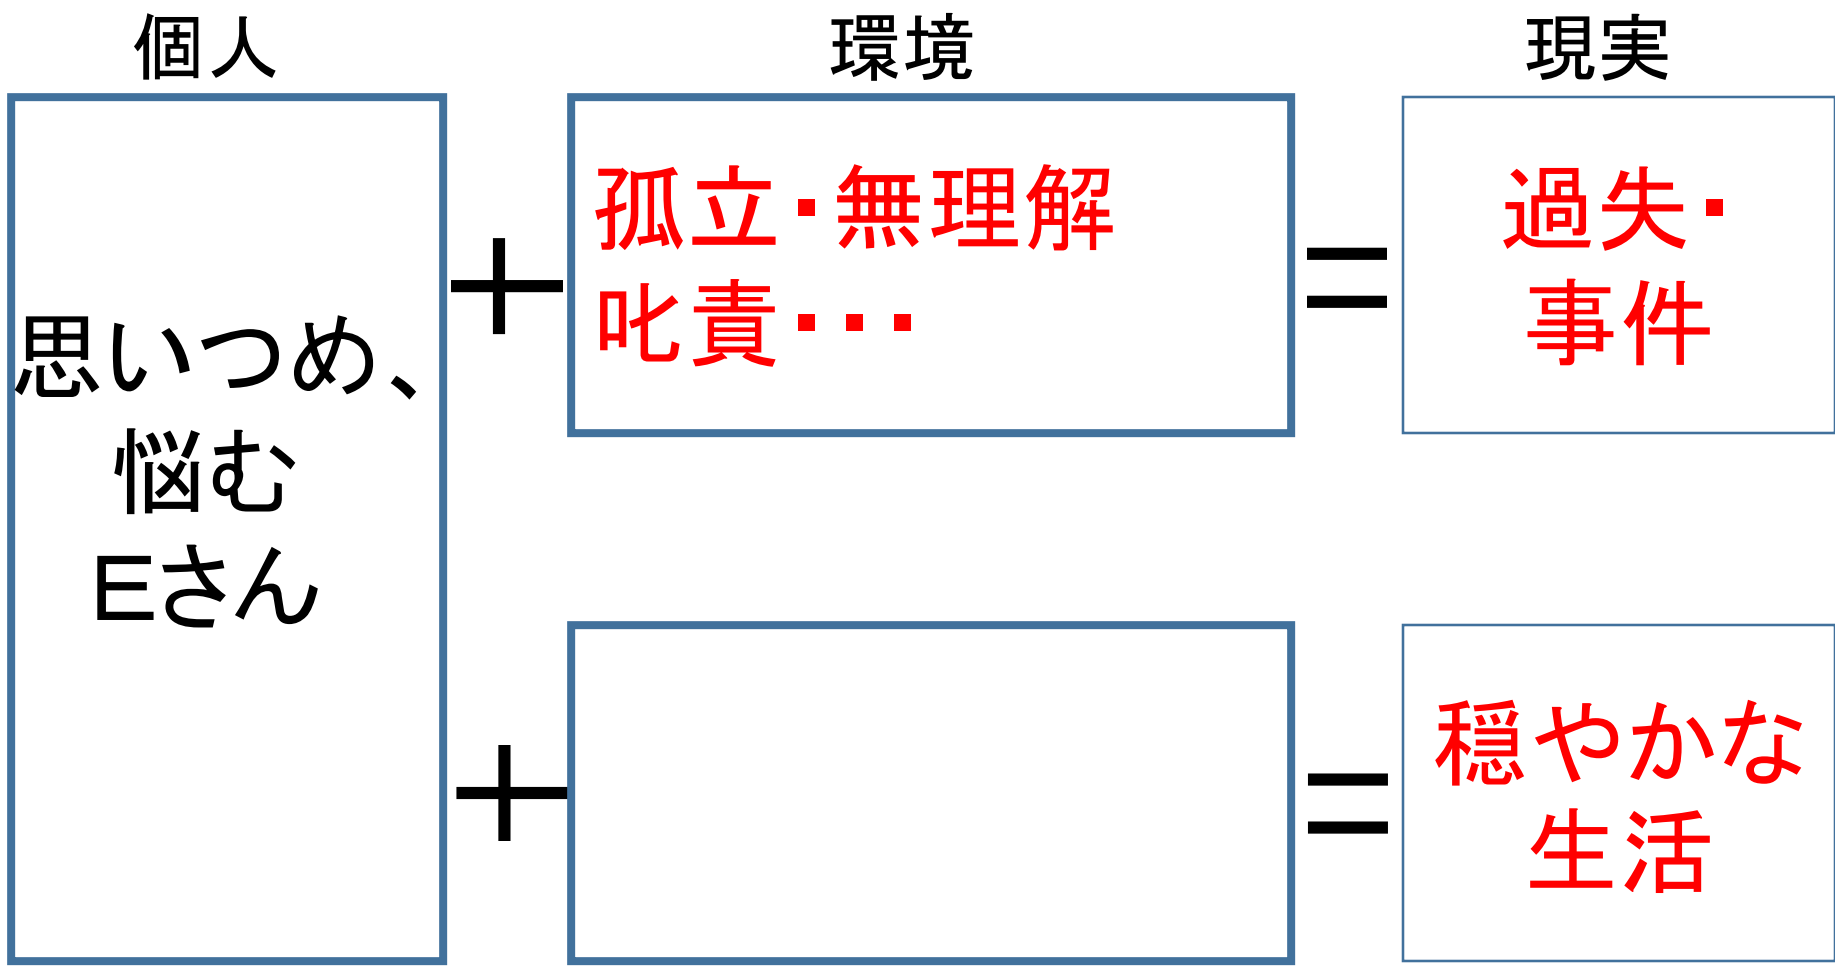 個人
環境
現実
思いつめ、
悩む
Eさん
+
孤立・無理解
叱責・・・
=
過失・
事件
+
=
穏やかな
生活